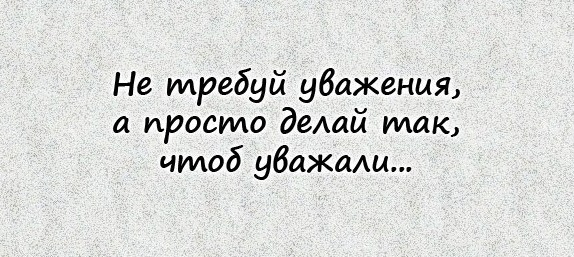 Не требуй уважения,
а просто делай так,
чтоб уважали...